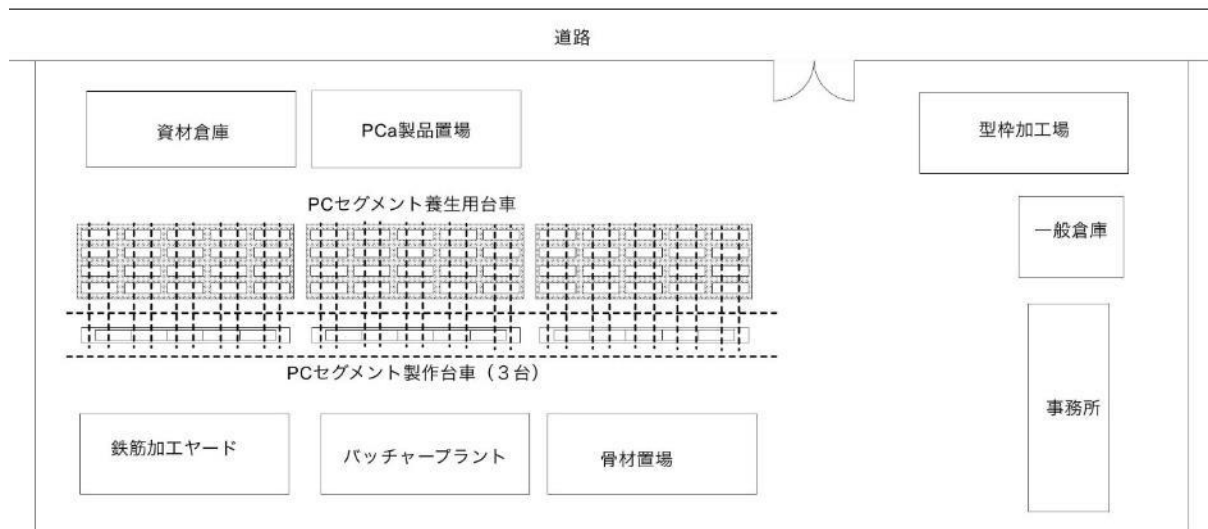 道路
資材倉庫
PCa製品置場
型枠加工場
PCセグメント養生用台車
一般倉庫
PCセグメント製作台車（３台）
事務所
鉄筋加工ヤード
バッチャープラント
骨材置場